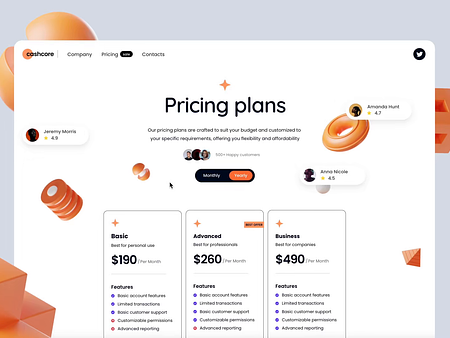 cashcore
Company
Pricing
Contacts
Pricing plans
Our pricing plans are crafted to suit your budget and customized to
your specific requirements, offering you flexibility and affordability
Happy customers
Monthly
Yearly
Jeremy Morris
4.9
Amanda Hunt
4.7
Anna Nicole
4.5
Basic
Best for personal use
$190 / Per Month
Features
Basic account features
Limited transactions
Basic customer support
Customizable permissions
Advanced reporting
BEST OFFER
Advanced
Best for professionals
$260 / Per Month
Features
Basic account features
Limited transactions
Basic customer support
Customizable permissions
Advanced reporting
Business
Best for companies
$490 / Per Month
Features
Basic account features
Limited transactions
Basic customer support
Customizable permissions
Advanced reporting